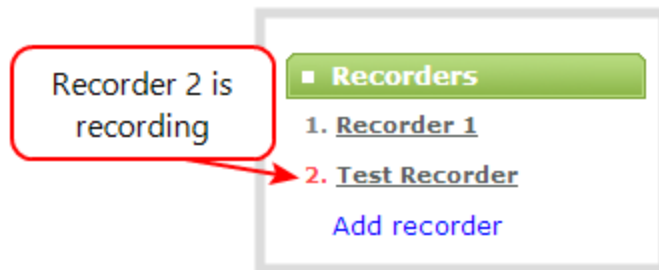 Recorder 2 is
recording
Recorders
1. Recorder 1
2. Test Recorder
Add recorder